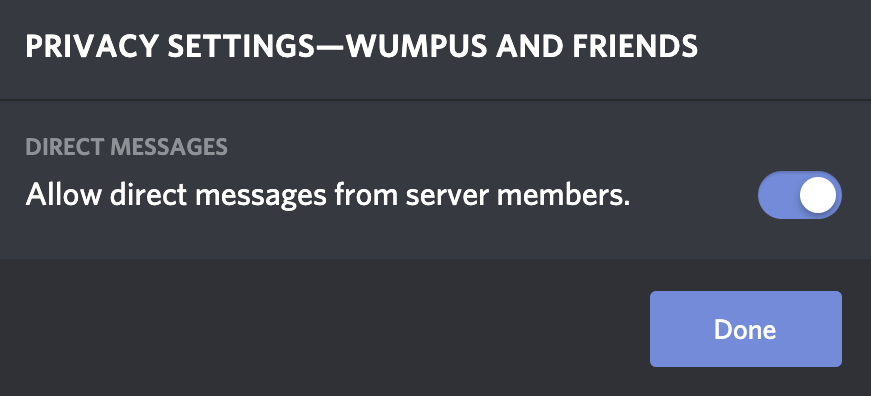 PRIVACY SETTINGS—WUMPUS AND FRIENDS
DIRECT MESSAGES
Allow direct messages from server members.
Done